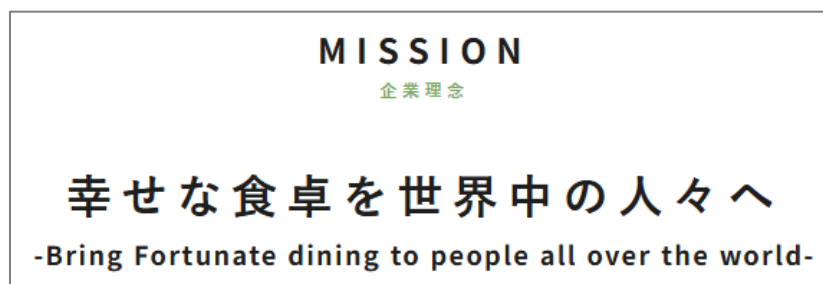 MISSION
企業理念
幸せな食卓を世界中の人々へ
-Bring Fortunate dining to people all over the world-